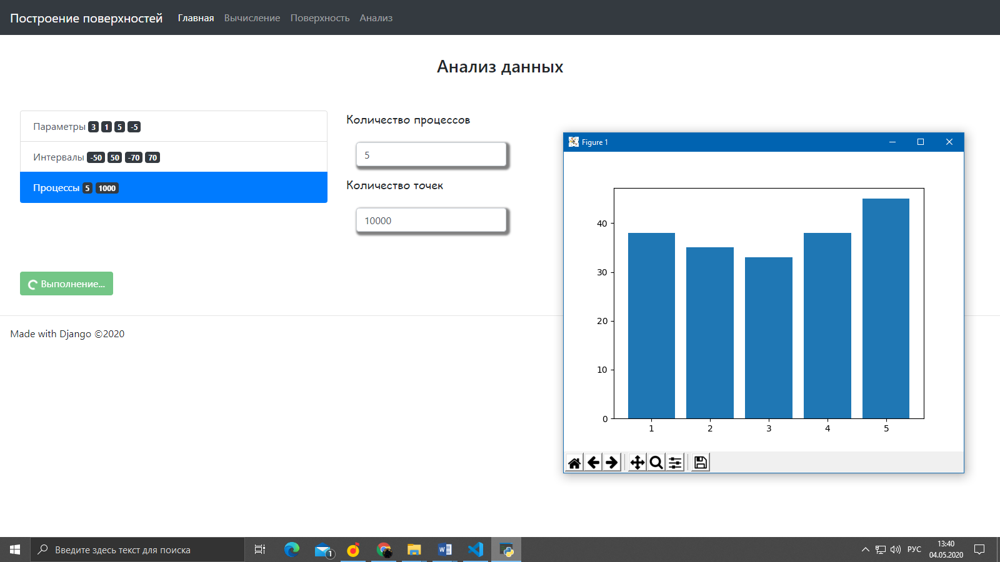 Построение поверхностей Главная Вычисление Поверхность Анализ
Анализ данных
Параметры 3 1 5 -5
Интервалы -50 50 -70 70
Процессы 5 1000
Количество процессов
5
Количество точек
10000
Выполнение...
Made with Django ©2020
Figure 1
40
30
20
10
0
1 2 3 4 5
Введите здесь текст для поиска
1
РУС
13:40
04.05.2020